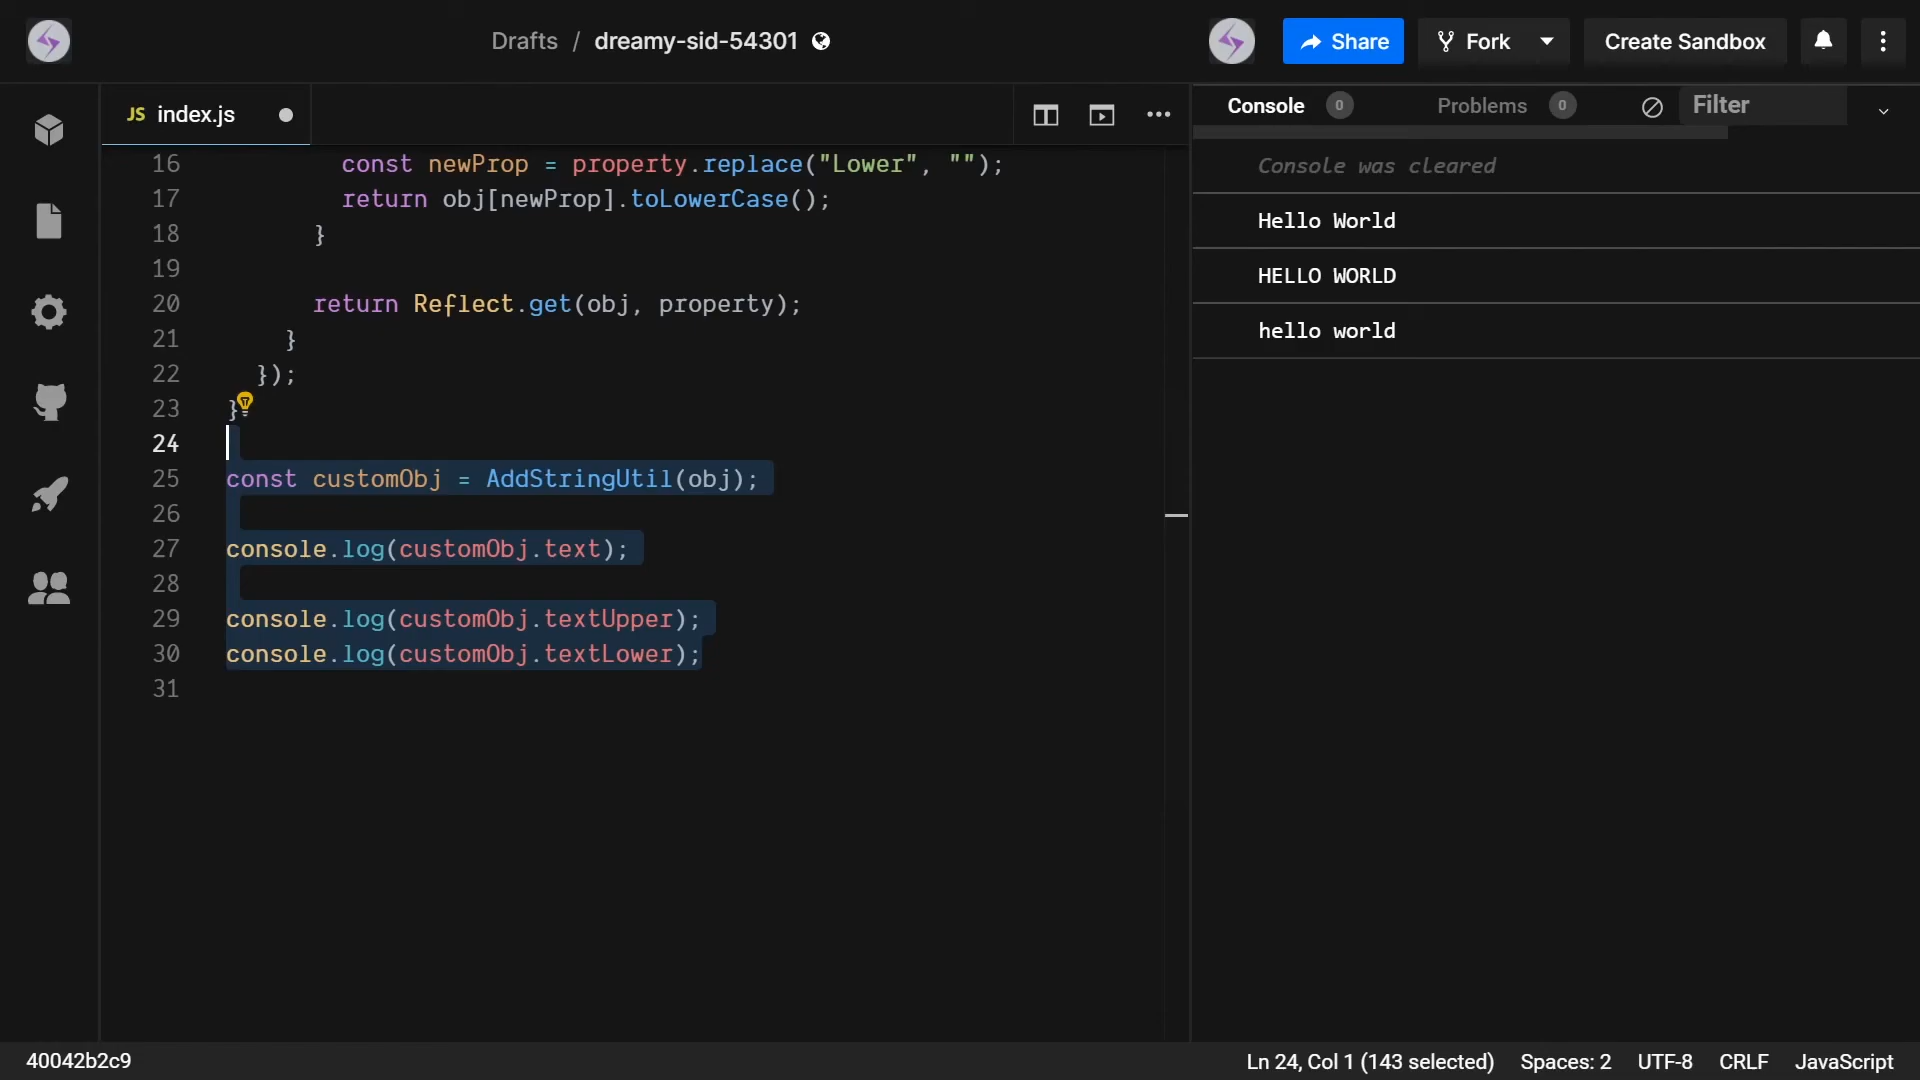 Drafts / dreamy-sid-54301
Share
Fork
Create Sandbox
JS index.js
Console 0
Problems 0
Filter
16 const newProp = property.replace("Lower", "");
17 return obj[newProp].toLowerCase();
18 }
19
20 return Reflect.get(obj, property);
21 }
22 });
23 }
24
25 const customObj = AddStringUtil(obj);
26
27 console.log(customObj.text);
28
29 console.log(customObj.textUpper);
30 console.log(customObj.textLower);
31
Console was cleared
Hello World
HELLO WORLD
hello world
40042b2c9
Ln 24, Col 1 (143 selected)
Spaces: 2
UTF-8
CRLF
JavaScript